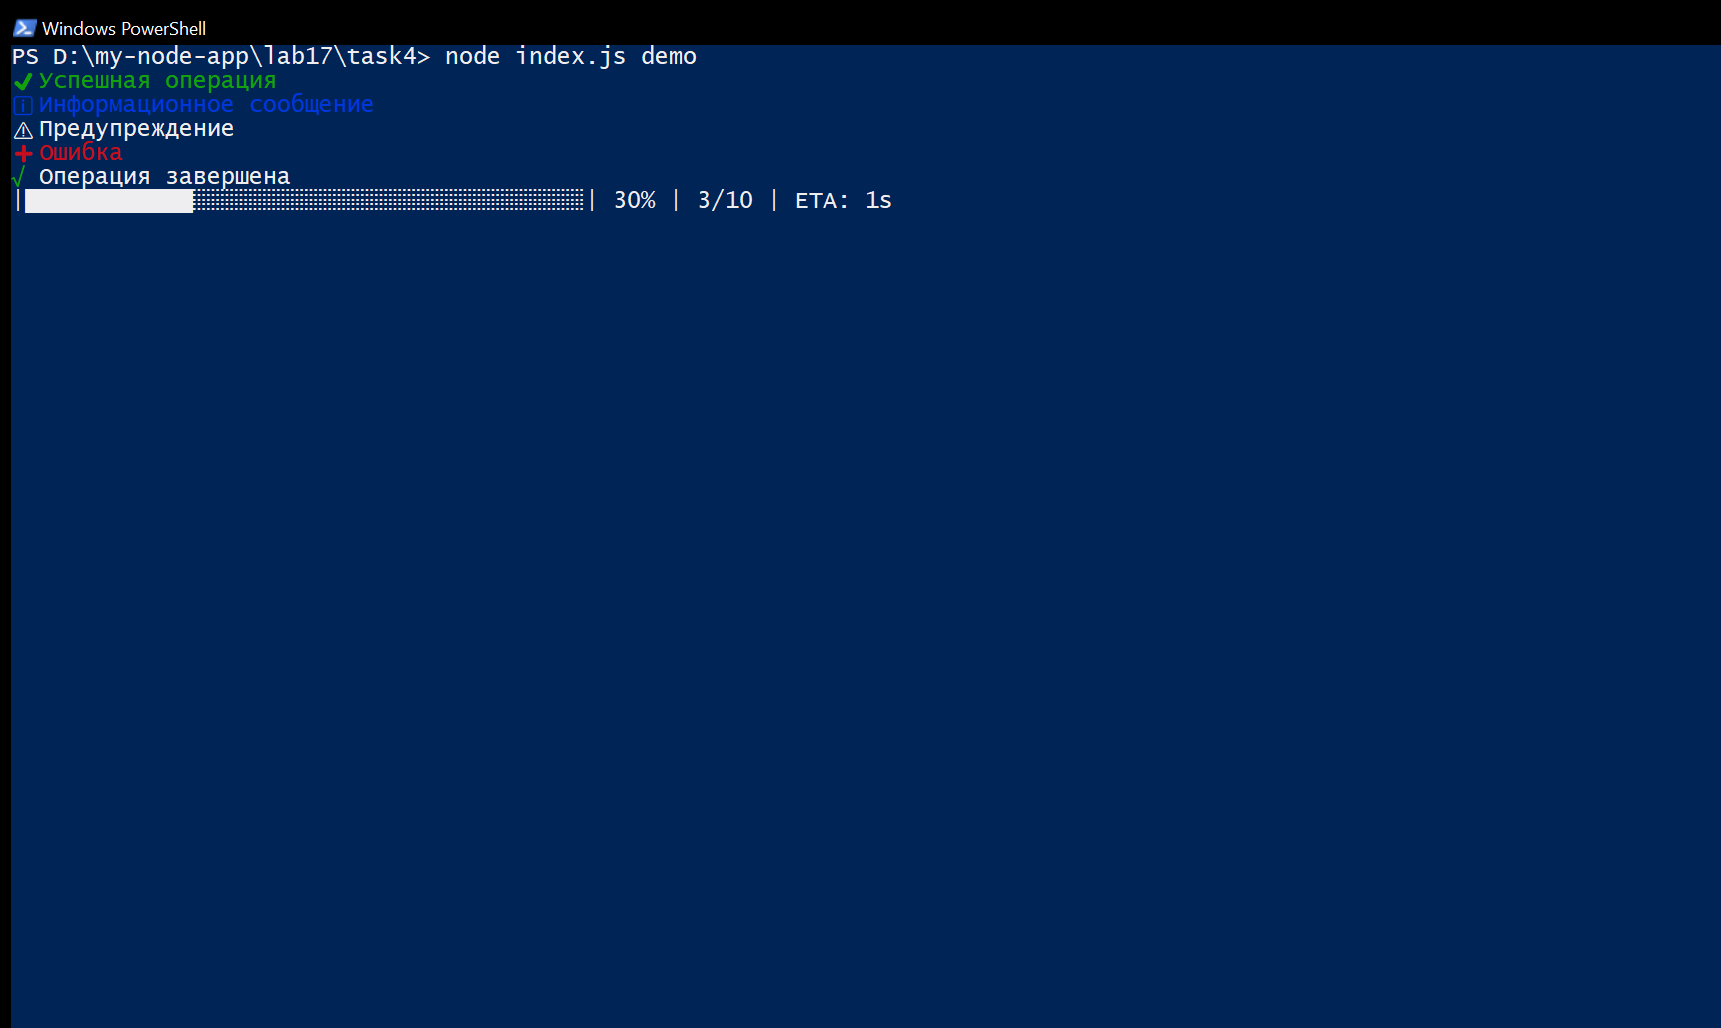 Windows PowerShell
PS D:\my-node-app\lab17\task4> node index.js demo
✔ Успешная операция
ℹ Информационное сообщение
⚠ Предупреждение
✚ Ошибка
√ Операция завершена
|████████████░░░░░░░░░░░░░░░░░░░░░░░░░░░░| 30% | 3/10 | ETA: 1s